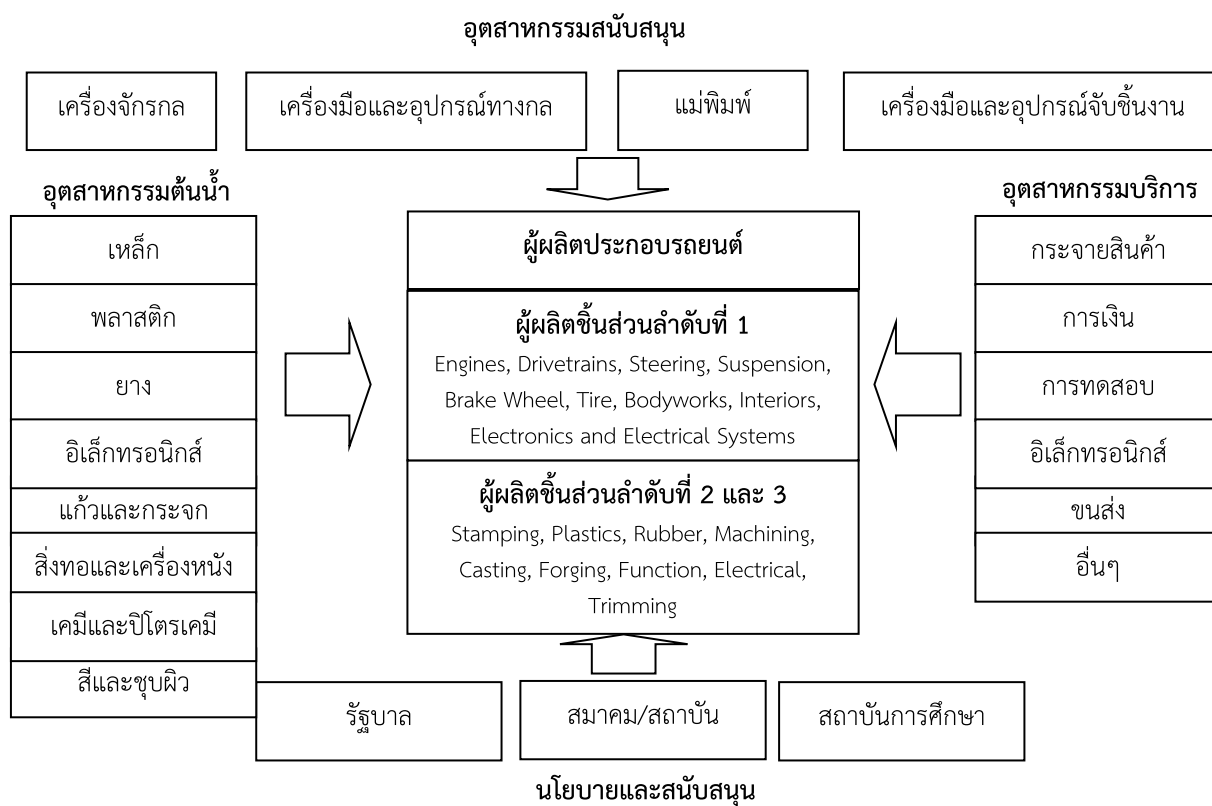 อุตสาหกรรมสนับสนุน
เครื่องจักรกล
เครื่องมือและอุปกรณ์ทางกล
แม่พิมพ์
เครื่องมือและอุปกรณ์จับชิ้นงาน
อุตสาหกรรมต้นน้ำ
เหล็ก
พลาสติก
ยาง
อิเล็กทรอนิกส์
แก้วและกระจก
สิ่งทอและเครื่องหนัง
เคมีและปิโตรเคมี
สีและชุบผิว
ผู้ผลิตประกอบรถยนต์
ผู้ผลิตชิ้นส่วนลำดับที่ 1
Engines, Drivetrains, Steering, Suspension,
Brake Wheel, Tire, Bodyworks, Interiors,
Electronics and Electrical Systems
ผู้ผลิตชิ้นส่วนลำดับที่ 2 และ 3
Stamping, Plastics, Rubber, Machining,
Casting, Forging, Function, Electrical,
Trimming
อุตสาหกรรมบริการ
กระจายสินค้า
การเงิน
การทดสอบ
อิเล็กทรอนิกส์
ขนส่ง
อื่นๆ
รัฐบาล
สมาคม/สถาบัน
สถาบันการศึกษา
นโยบายและสนับสนุน